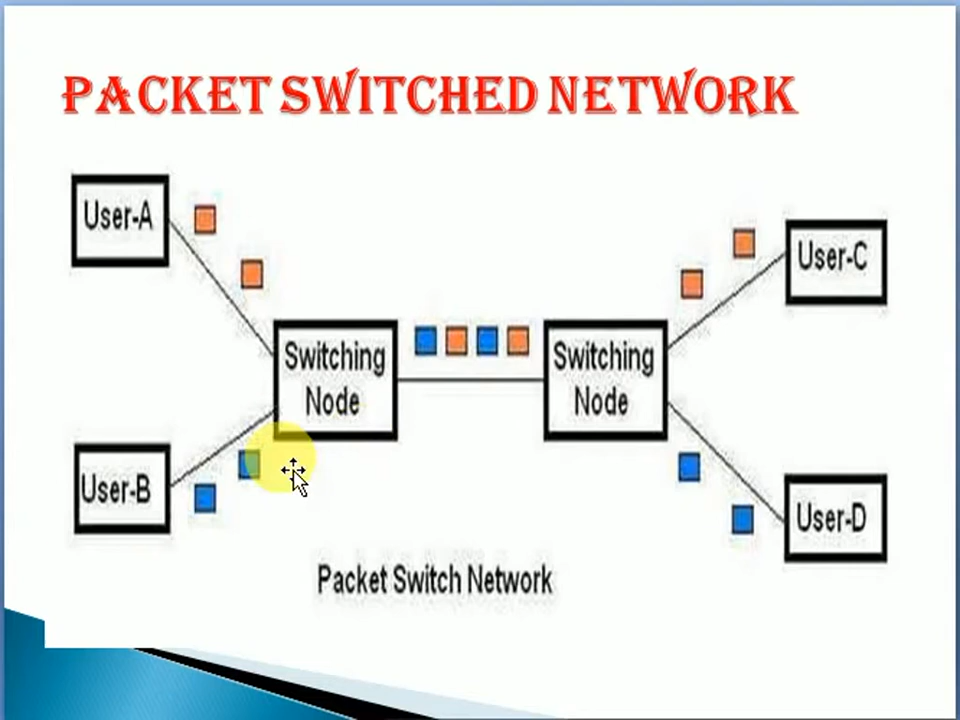 PACKET SWITCHED NETWORK
User-A
User-C
Switching
Node
Switching
Node
User-B
User-D
Packet Switch Network